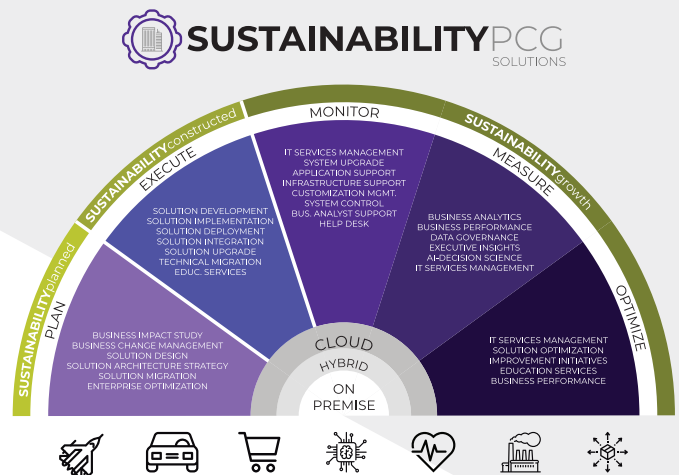 SUSTAINABILITYPCG
SOLUTIONS
SUSTAINABILITYplanned
SUSTAINABILITYconstructed
SUSTAINABILITYgrowth
PLAN
BUSINESS IMPACT STUDY
BUSINESS CHANGE MANAGEMENT
SOLUTION DESIGN
SOLUTION ARCHITECTURE STRATEGY
SOLUTION MIGRATION
ENTERPRISE OPTIMIZATION
EXECUTE
SOLUTION DEVELOPMENT
SOLUTION IMPLEMENTATION
SOLUTION DEPLOYMENT
SOLUTION INTEGRATION
SOLUTION UPGRADE
TECHNICAL MIGRATION
EDUC. SERVICES
MONITOR
IT SERVICES MANAGEMENT
SYSTEM UPGRADE
APPLICATION SUPPORT
INFRASTRUCTURE SUPPORT
CUSTOMIZATION MGMT.
SYSTEM CONTROL
BUS. ANALYST SUPPORT
HELP DESK
MEASURE
BUSINESS ANALYTICS
BUSINESS PERFORMANCE
DATA GOVERNANCE
EXECUTIVE INSIGHTS
AI-DECISION SCIENCE
IT SERVICES MANAGEMENT
OPTIMIZE
IT SERVICES MANAGEMENT
SOLUTION OPTIMIZATION
IMPROVEMENT INITIATIVES
EDUCATION SERVICES
BUSINESS PERFORMANCE
CLOUD
HYBRID
ON
PREMISE